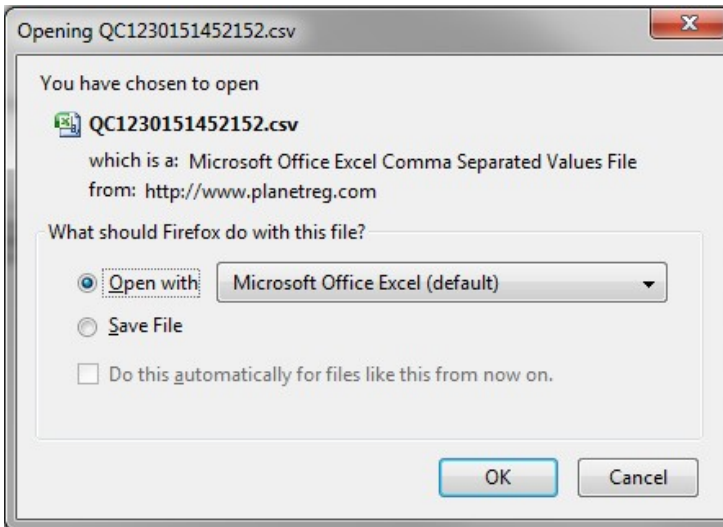 Opening QC1230151452152.csv
You have chosen to open
QC1230151452152.csv
which is a: Microsoft Office Excel Comma Separated Values File
from: http://www.planetreg.com
What should Firefox do with this file?
Open with Microsoft Office Excel (default)
Save File
Do this automatically for files like this from now on.
OK Cancel